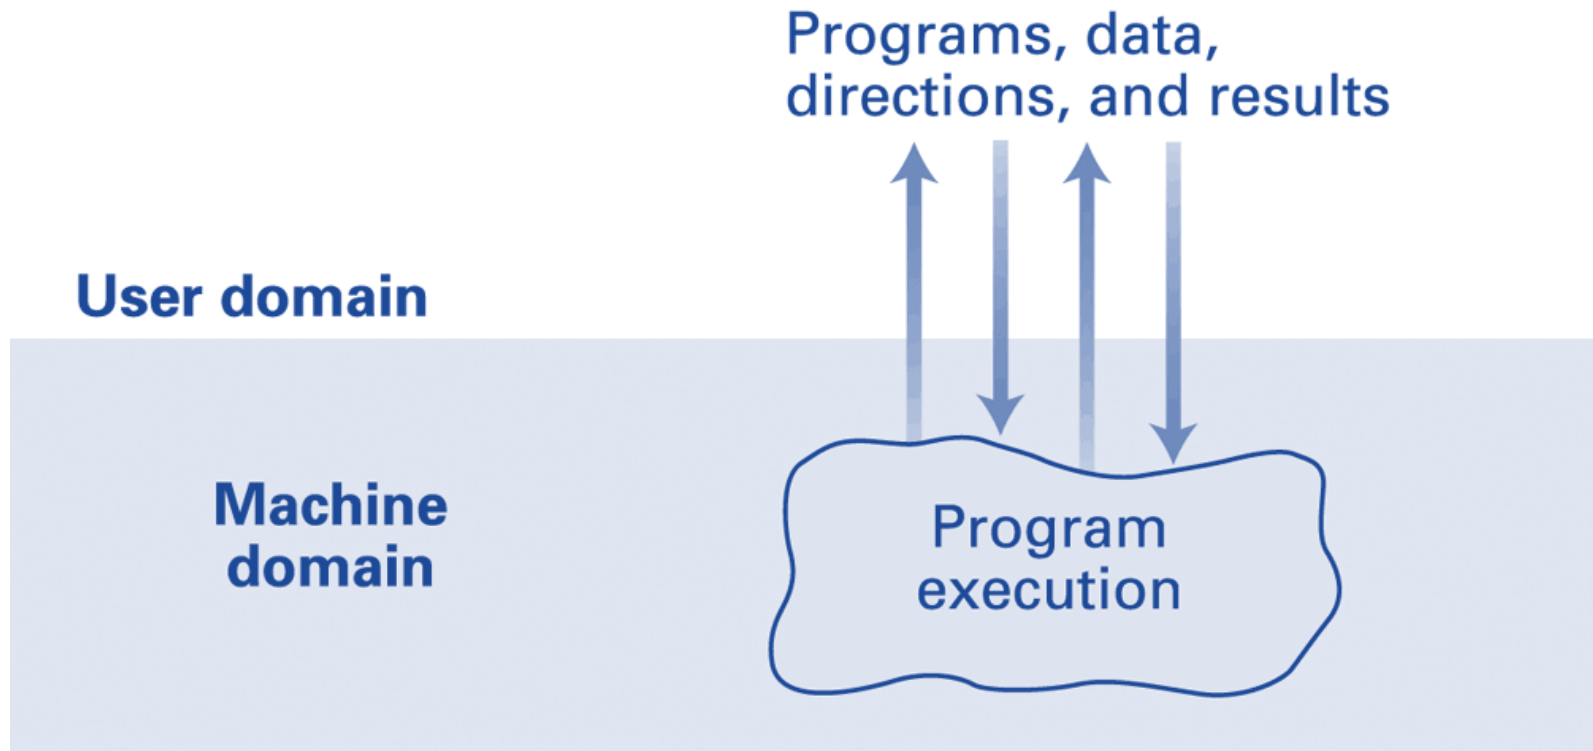 Programs, data,
directions, and results
User domain
Machine
domain
Program
execution